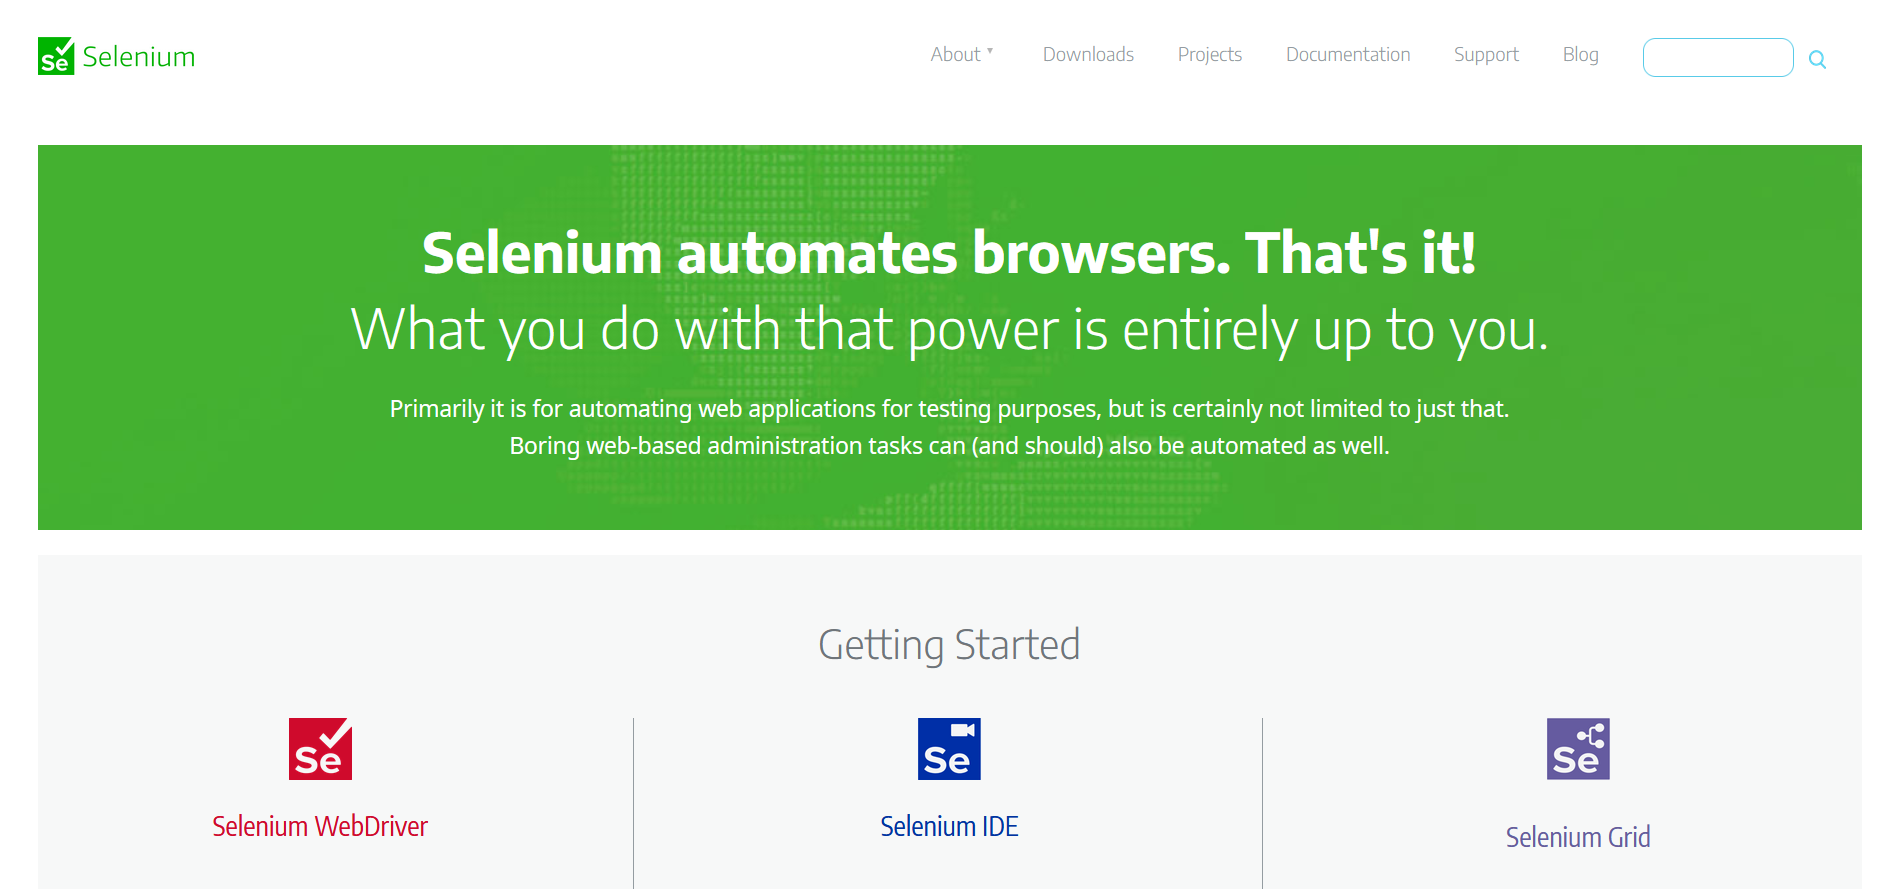 Se Selenium
About Downloads Projects Documentation Support Blog
Selenium automates browsers. That's it!
What you do with that power is entirely up to you.
Primarily it is for automating web applications for testing purposes, but is certainly not limited to just that.
Boring web-based administration tasks can (and should) also be automated as well.
Getting Started
Se
Selenium WebDriver
Se
Selenium IDE
Se
Selenium Grid